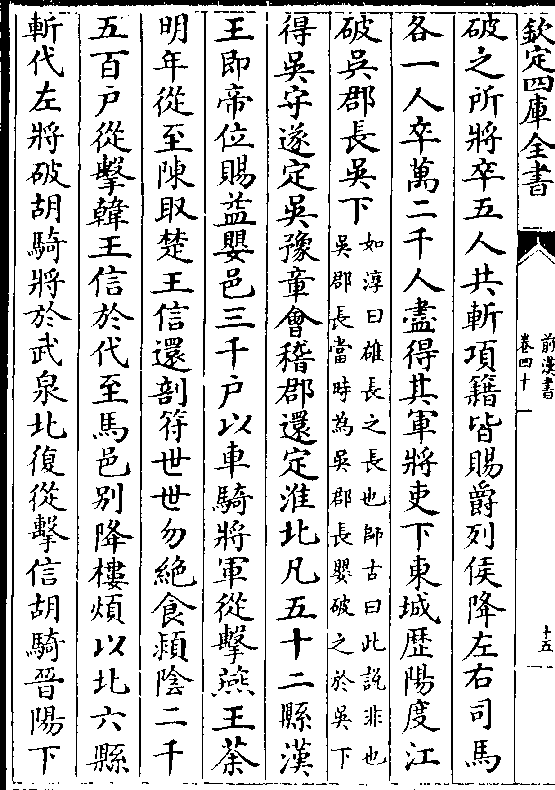 欽定四庫全書
前漢書
卷四十一
十五
破之所將卒五人共斬項籍皆賜爵列侯降左右司馬
各一人卒萬二千人盡得其軍將吏下東城歴陽度江
破吳郡長吳下
如淳曰雄長之長也師古曰此說非也
吳郡長當時為吳郡長嬰破之於吳下
得吳守遂定吳豫章會稽郡還定淮北凡五十二縣漢
王即帝位賜益嬰邑三千户以車騎將軍從擊燕王荼
明年從至陳取楚王信還剖符世世勿絶食潁隂二千
五百户從擊韓王信於代至馬邑别降樓煩以北六縣
斬代左將破胡騎將於武泉北復從擊信胡騎晉陽下